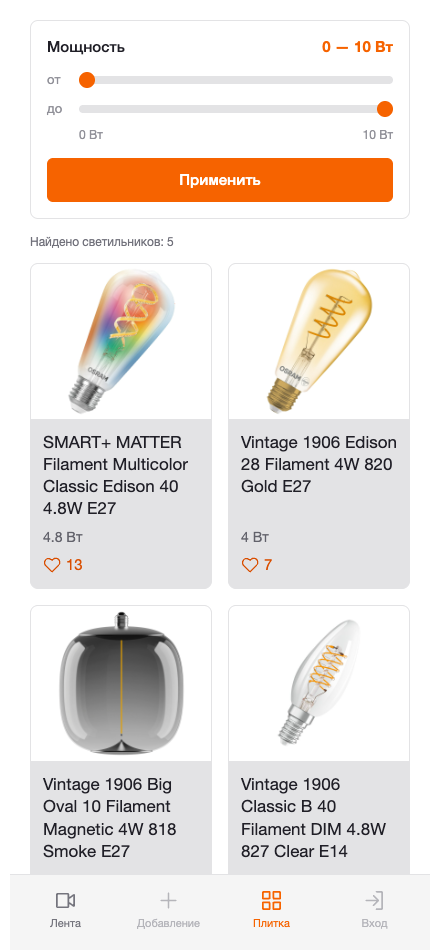 Мощность
0 — 10 Вт
от
до
0 Вт
10 Вт
Применить
Найдено светильников: 5
OSRAM
OSRAM
SMART+ MATTER
Filament Multicolor
Classic Edison 40
4.8W E27
4.8 Вт
13
Vintage 1906 Edison
28 Filament 4W 820
Gold E27
4 Вт
7
Vintage 1906 Big
Oval 10 Filament
Magnetic 4W 818
Smoke E27
Vintage 1906
Classic B 40
Filament DIM 4.8W
827 Clear E14
Лента
Добавление
Плитка
Вход